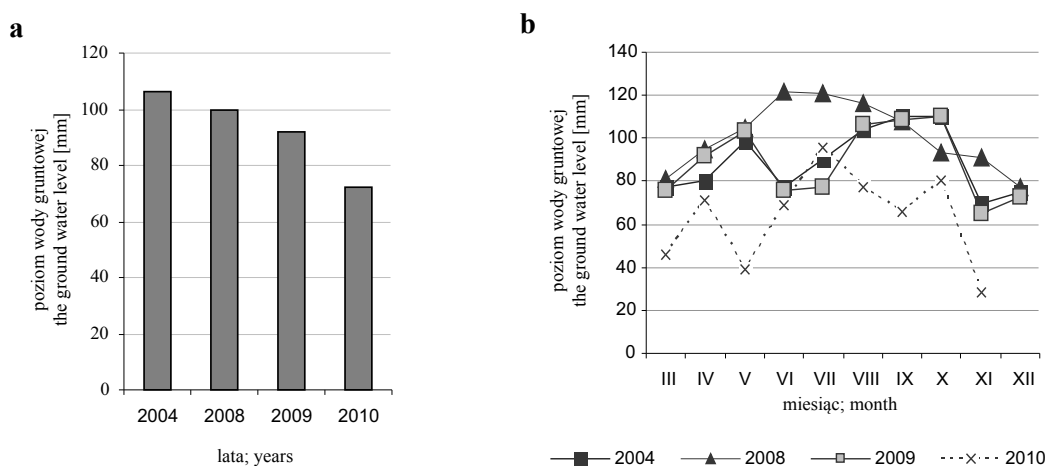 a
poziom wody gruntowej
the ground water level [mm]
120
100
80
60
40
20
0
2004 2008 2009 2010
lata; years
b
poziom wody gruntowej
the ground water level [mm]
140
120
100
80
60
40
20
0
III IV V VI VII VIII IX X XI XII
miesiąc; month
2004 2008 2009 2010